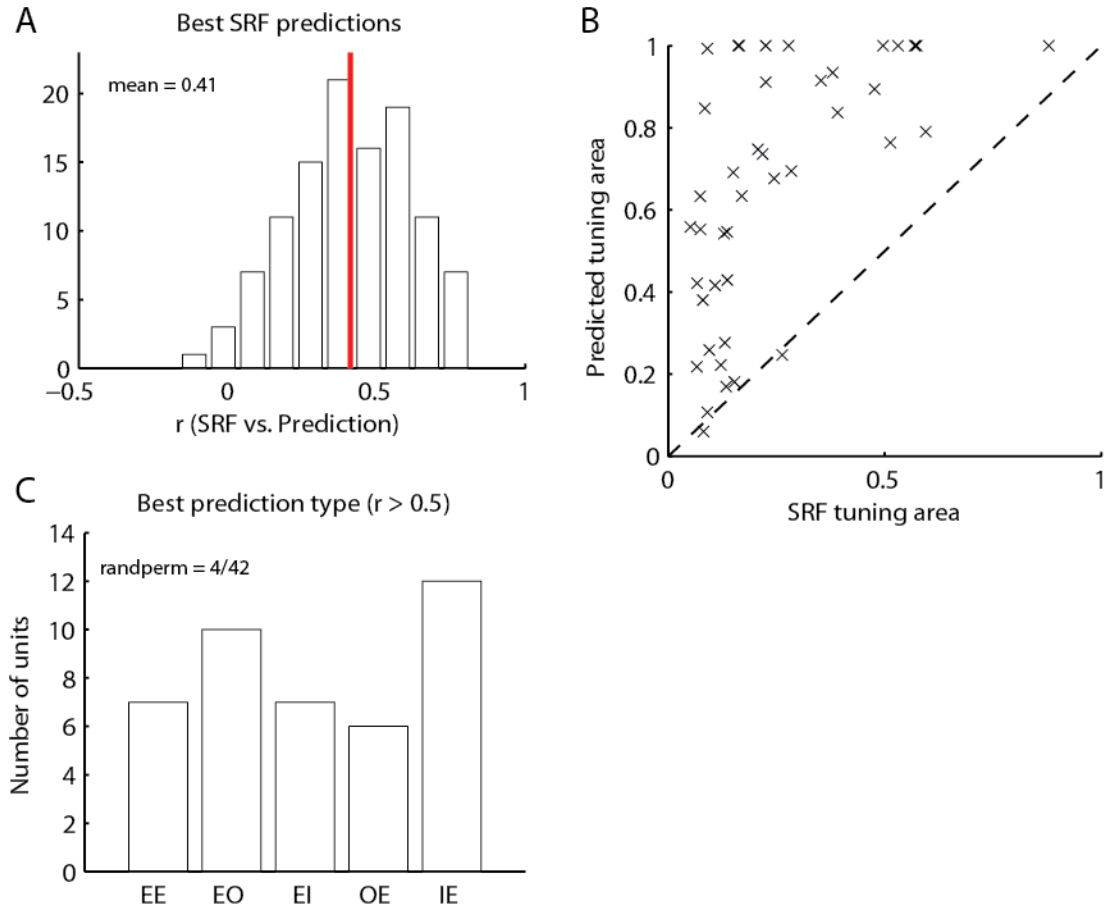 A
Best SRF predictions
mean = 0.41
20
15
10
5
0
−0.5
0
0.5
1
r (SRF vs. Prediction)
B
1
0.8
0.6
0.4
0.2
0
Predicted tuning area
0
0.5
1
SRF tuning area
C
Best prediction type (r > 0.5)
randperm = 4/42
14
12
10
8
6
4
2
0
Number of units
EE
EO
EI
OE
IE